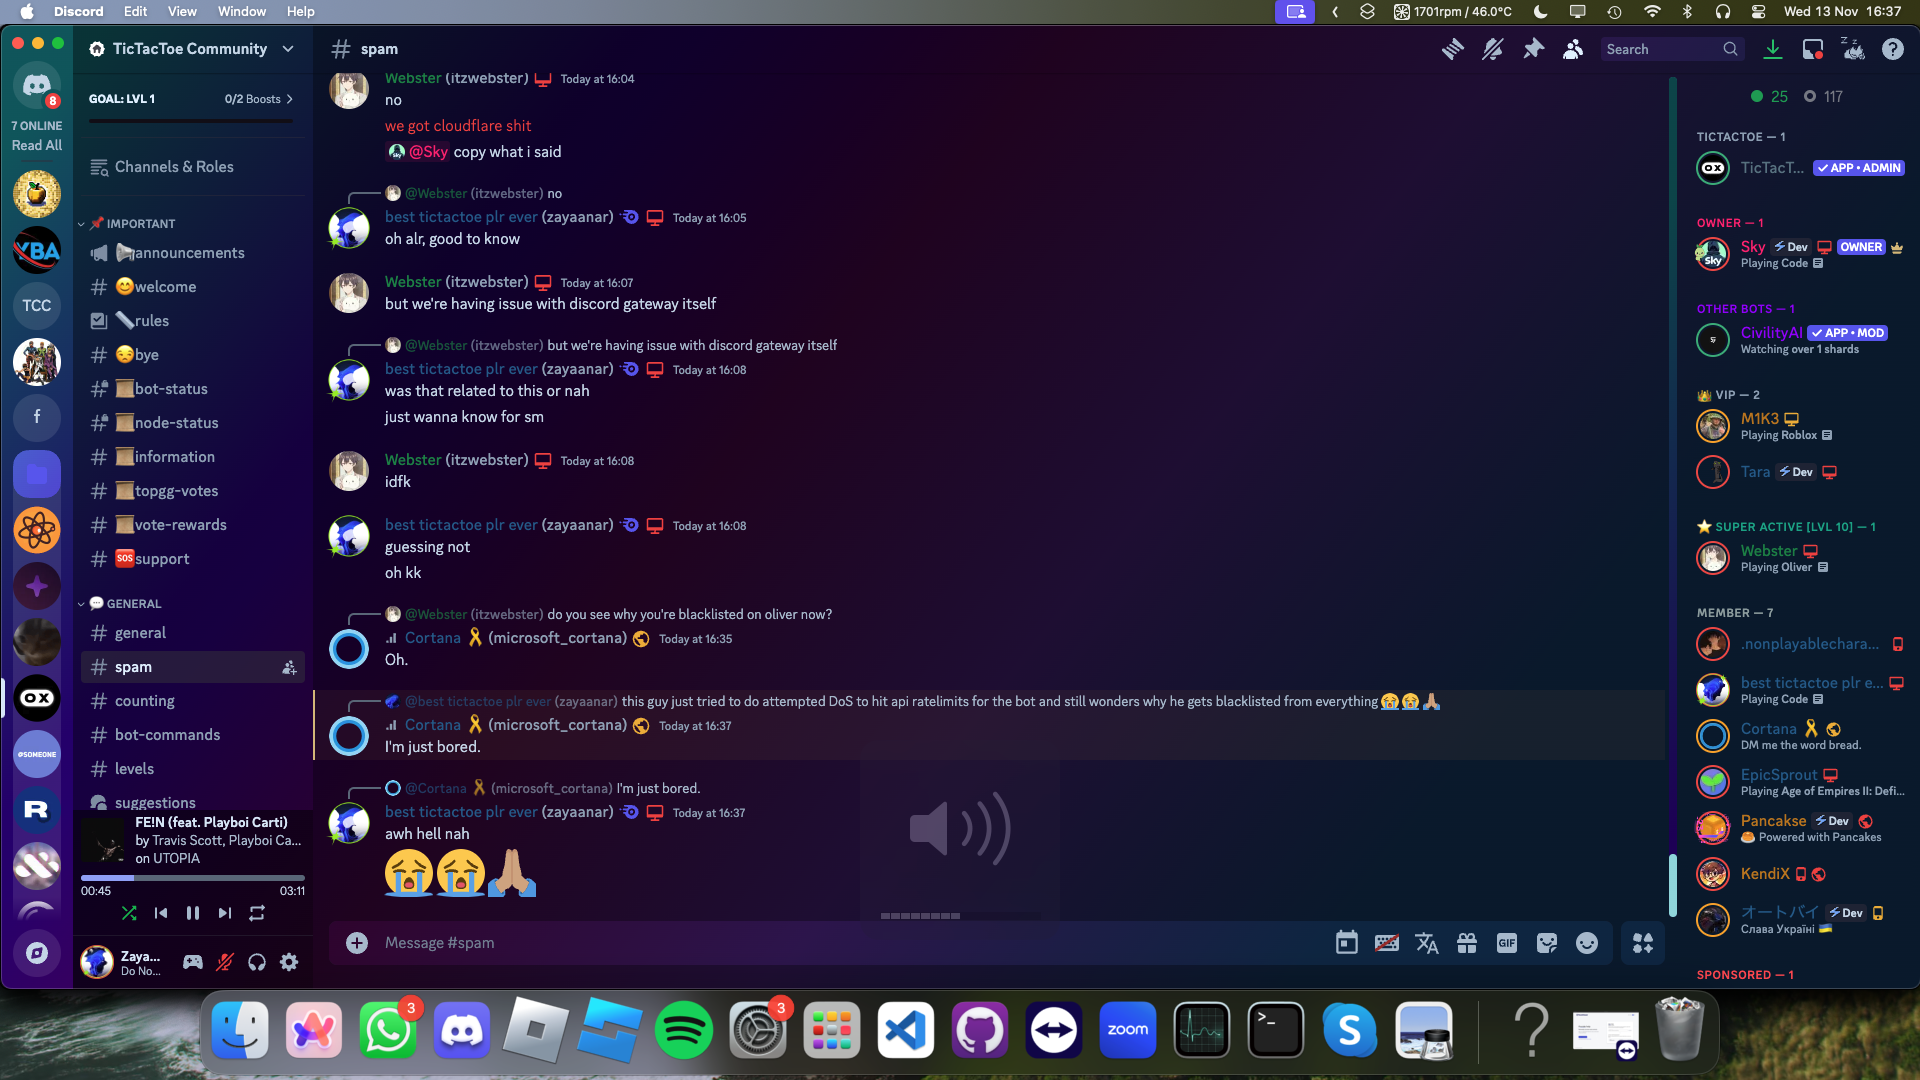 Discord Edit View Window Help
1701rpm / 46.0°C
Wed 13 Nov 16:37
8
7 ONLINE
Read All
YBA
TCC
f
OX
@SOMEONE
R
TicTacToe Community
GOAL: LVL 1 0/2 Boosts
Channels & Roles
IMPORTANT
announcements
welcome
rules
bye
bot-status
node-status
information
topgg-votes
vote-rewards
SOS support
GENERAL
general
spam
counting
bot-commands
levels
suggestions
FE!N (feat. Playboi Carti)
by Travis Scott, Playboi Ca...
on UTOPIA
00:45 03:11
Zaya...
Do No...
# spam
Search
Webster (itzwebster) Today at 16:04
no
we got cloudflare shit
@Sky copy what i said
@Webster (itzwebster) no
best tictactoe plr ever (zayaanar) Today at 16:05
oh alr, good to know
Webster (itzwebster) Today at 16:07
but we're having issue with discord gateway itself
@Webster (itzwebster) but we're having issue with discord gateway itself
best tictactoe plr ever (zayaanar) Today at 16:08
was that related to this or nah
just wanna know for sm
Webster (itzwebster) Today at 16:08
idfk
best tictactoe plr ever (zayaanar) Today at 16:08
guessing not
oh kk
@Webster (itzwebster) do you see why you're blacklisted on oliver now?
Cortana (microsoft_cortana) Today at 16:35
Oh.
@best tictactoe plr ever (zayaanar) this guy just tried to do attempted DoS to hit api ratelimits for the bot and still wonders why he gets blacklisted from everything 😭😭🙏🏽
Cortana (microsoft_cortana) Today at 16:37
I'm just bored.
@Cortana (microsoft_cortana) I'm just bored.
best tictactoe plr ever (zayaanar) Today at 16:37
awh hell nah
😭😭🙏🏽
Message #spam
GIF
25 117
TICTACTOE — 1
OX TicTacT... APP • ADMIN
OWNER — 1
Sky Dev OWNER
Playing Code
OTHER BOTS — 1
CivilityAI APP • MOD
Watching over 1 shards
VIP — 2
M1K3
Playing Roblox
Tara Dev
SUPER ACTIVE [LVL 10] — 1
Webster
Playing Oliver
MEMBER — 7
.nonplayablechara...
best tictactoe plr e...
Playing Code
Cortana
DM me the word bread.
EpicSprout
Playing Age of Empires II: Defi...
Pancakse Dev
Powered with Pancakes
KendiX
オートバイ Dev
Слава Україні
SPONSORED — 1
3
3
zoom